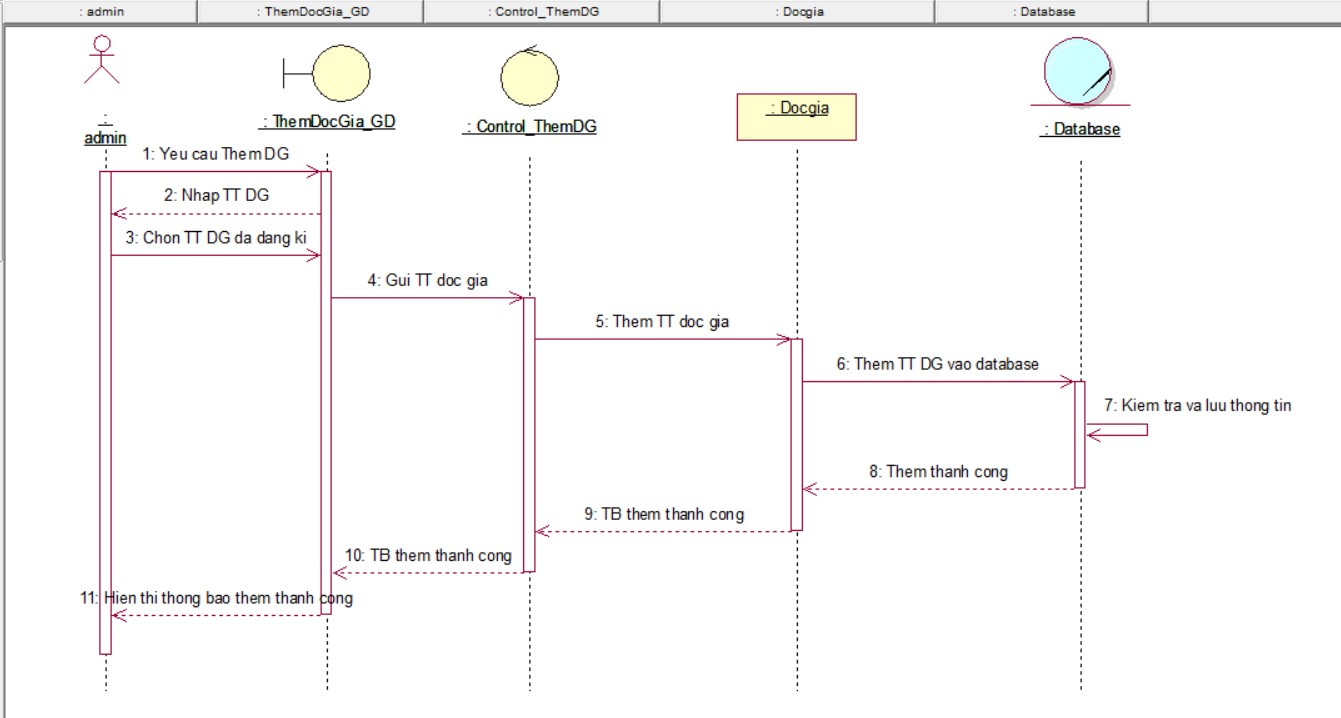 : admin
: ThemDocGia_GD
: Control_ThemDG
: Docgia
: Database
:
admin
: ThemDocGia_GD
: Control_ThemDG
: Docgia
: Database
1: Yeu cau Them DG
2: Nhap TT DG
3: Chon TT DG da dang ki
4: Gui TT doc gia
5: Them TT doc gia
6: Them TT DG vao database
7: Kiem tra va luu thong tin
8: Them thanh cong
9: TB them thanh cong
10: TB them thanh cong
11: Hien thi thong bao them thanh cong